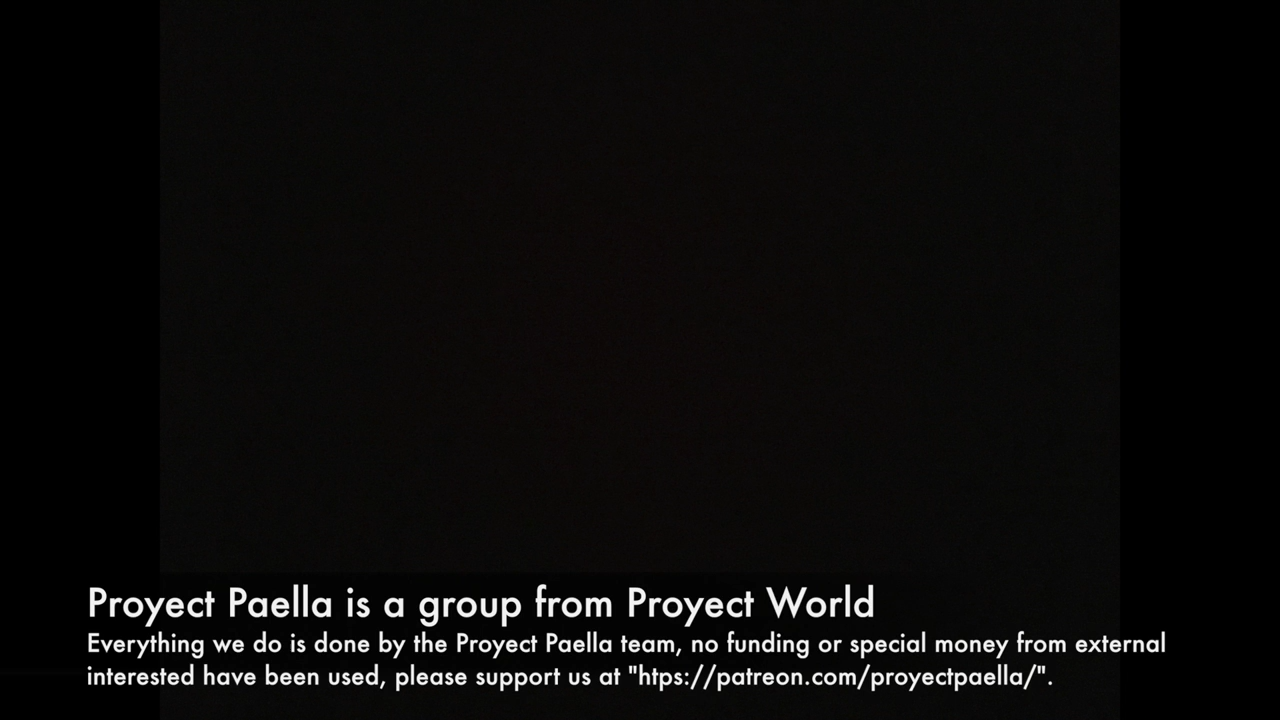 Proyect Paella is a group from Proyect World
Everything we do is done by the Proyect Paella team, no funding or special money from external
interested have been used, please support us at "htps://patreon.com/proyectpaella/".